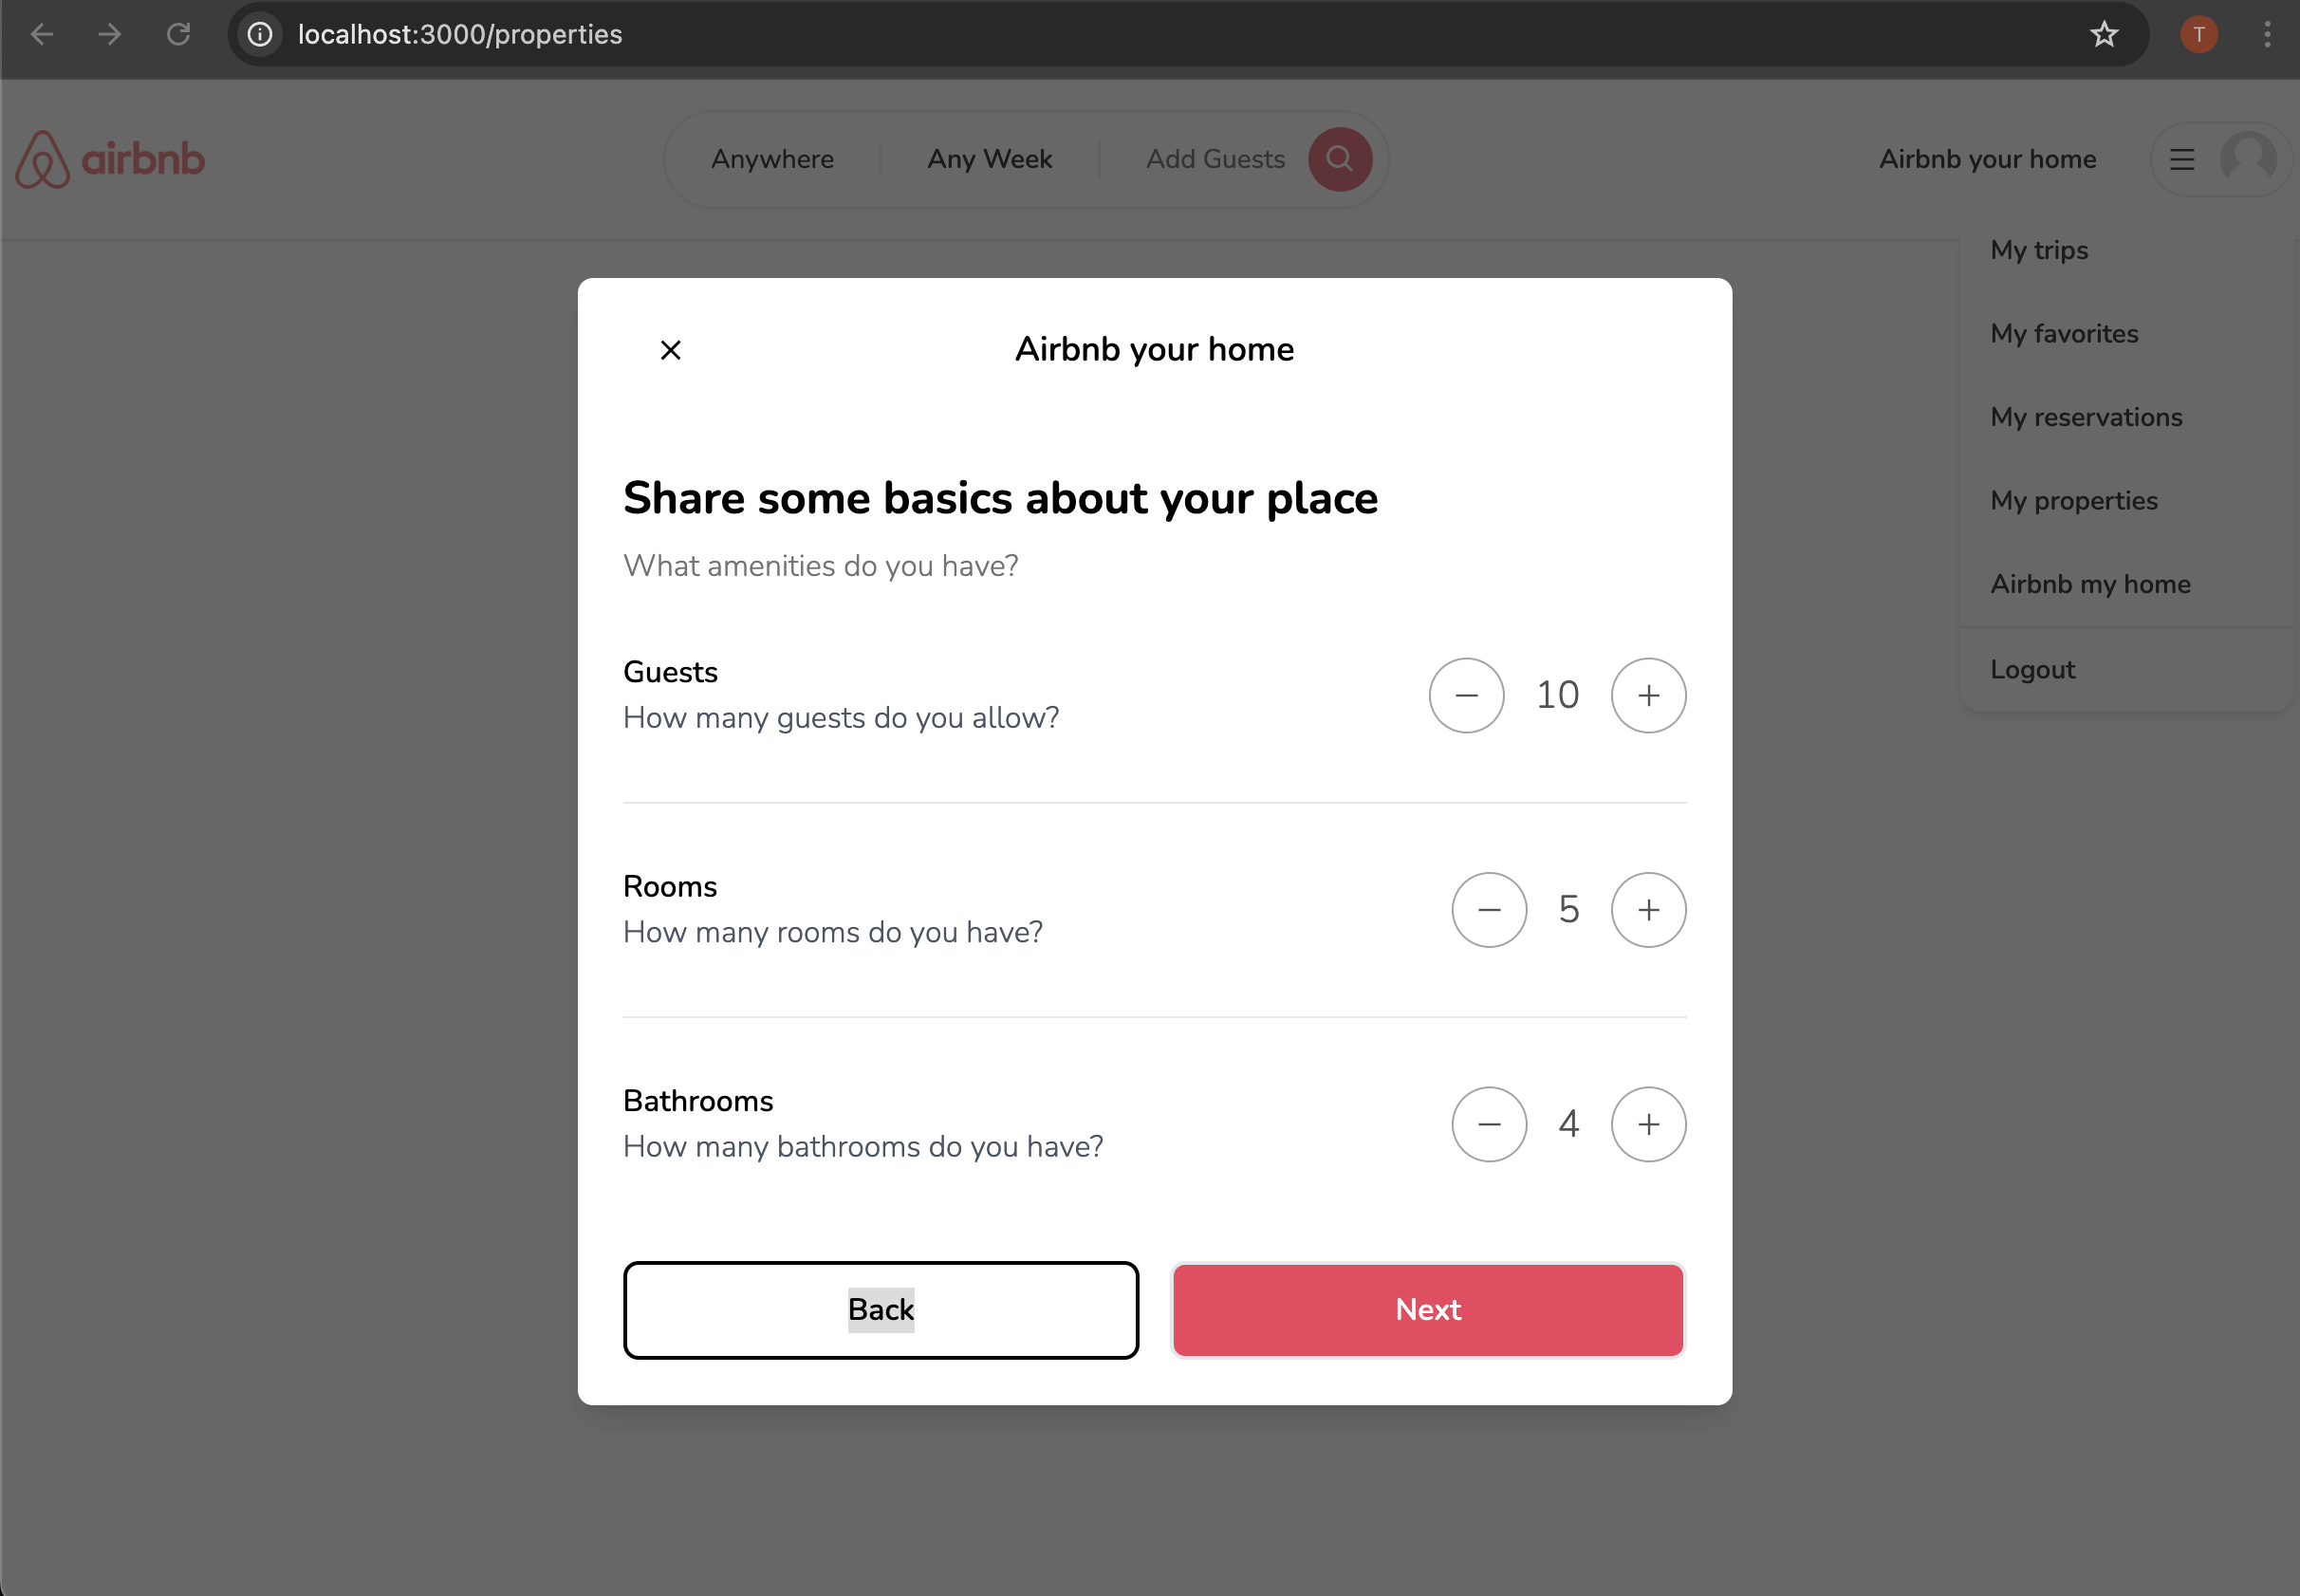 localhost:3000/properties
T
airbnb
Anywhere
Any Week
Add Guests
Airbnb your home
My trips
My favorites
My reservations
My properties
Airbnb my home
Logout
Airbnb your home
Share some basics about your place
What amenities do you have?
Guests
How many guests do you allow?
10
Rooms
How many rooms do you have?
5
Bathrooms
How many bathrooms do you have?
4
Back
Next